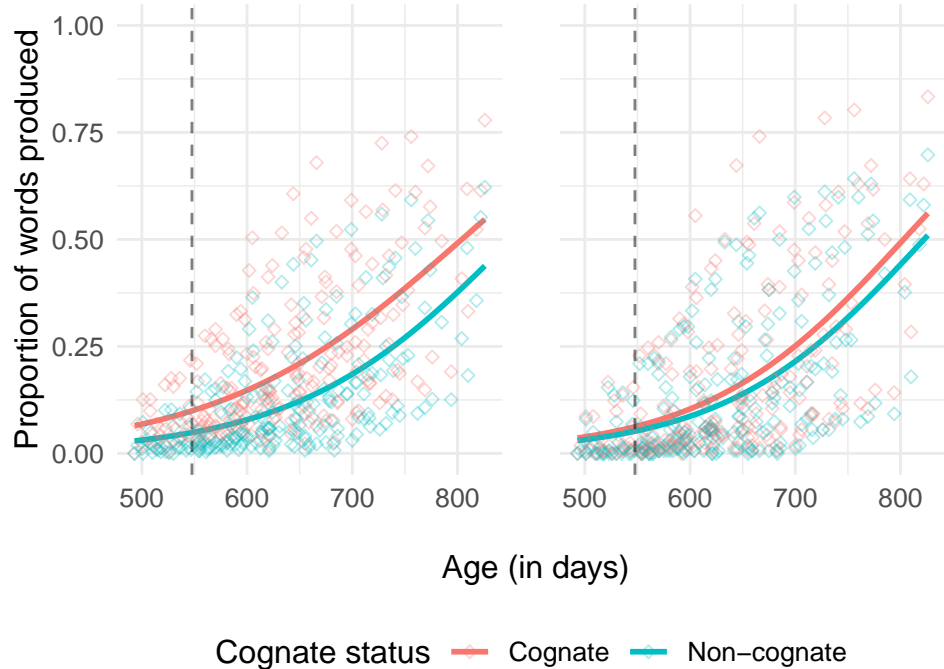 Proportion of words produced
1.00
0.75
0.50
0.25
0.00
500 600 700 800
500 600 700 800
Age (in days)
Cognate status Cognate Non−cognate